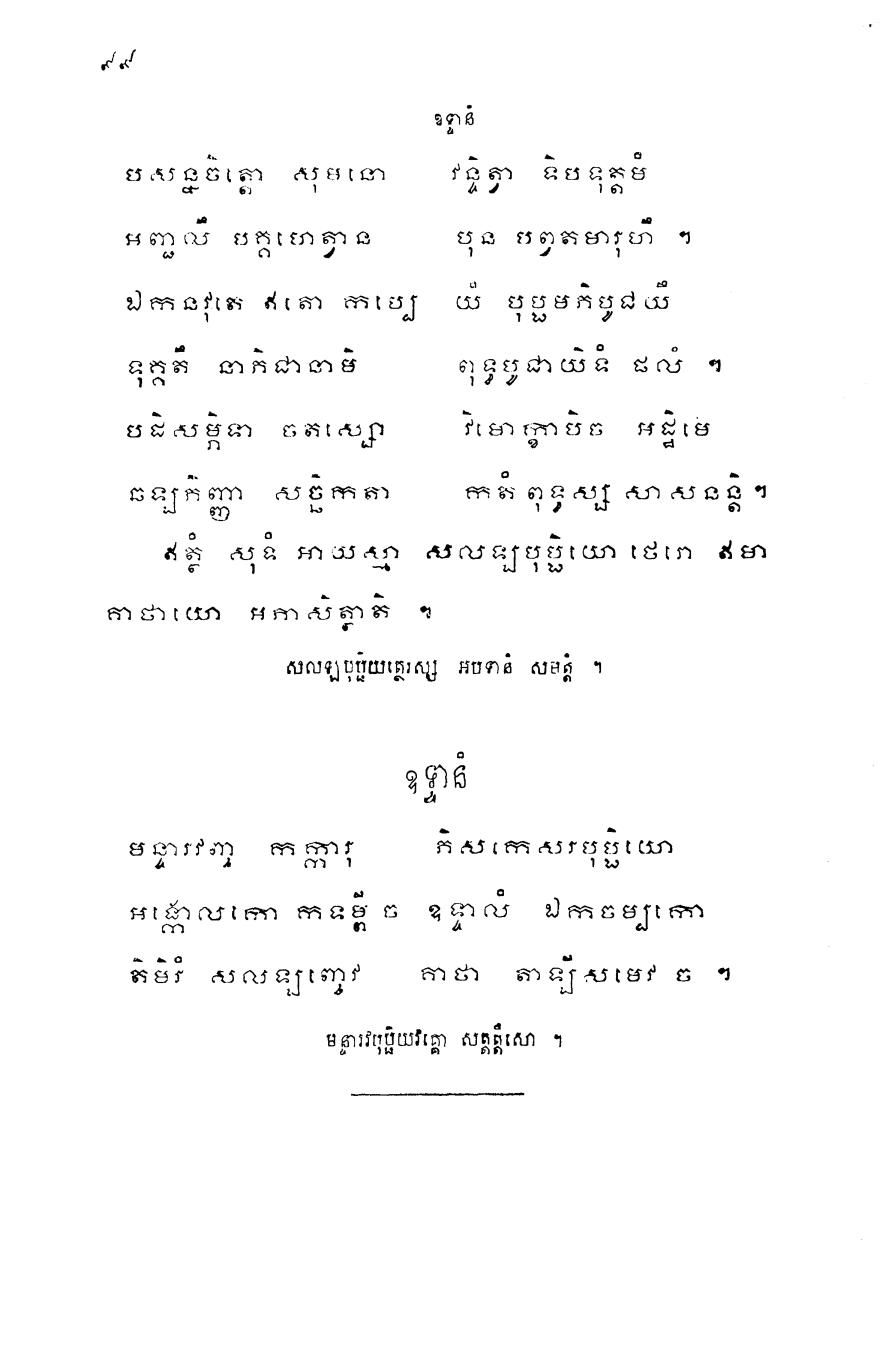 ៩៩
ឧទ្ទានំ
បសន្នចិត្តោ សុមនោ វន្ទិត្វា ទិបទុត្តមំ
អញ្ជលឹ បគ្គហេត្វាន បុន បព្វតមារុហឹ ។
ឯកនវុតេ ឥតោ កប្បេ យំ បុប្ផមភិបូជយឹ
ទុគ្គតឹ នាភិជានាមិ ពុទ្ធបូជាយិទំ ផលំ ។
បដិសម្ភិទា ចតស្សោ វិមោក្ខាបិច អដ្ឋិមេ
ឆឡភិញ្ញា សច្ឆិកតា កតំ ពុទ្ធស្ស សាសនន្តិ ។
ឥត្ថំ សុទំ អាយស្មា សលឡបុប្ផិយោ ថេរោ ឥមា
គាថាយោ អភាសិត្ថាតិ ។
សលឡបុប្ផិយត្ថេរស្ស អបទានំ សមត្តំ ។
ឧទ្ទានំ
មន្ទារវញ្ច កក្ការុ ភិសកេសរបុប្ផិយោ
អង្កោលកោ កទម្ពី ច ឧទ្ទាលំ ឯកចម្បកោ
តិមិរំ សលឡញ្ចេវ គាថា តាឡីសមេវ ច ។
មន្ទារវបុប្ផិយវគ្គោ សត្តត្តឹសោ ។